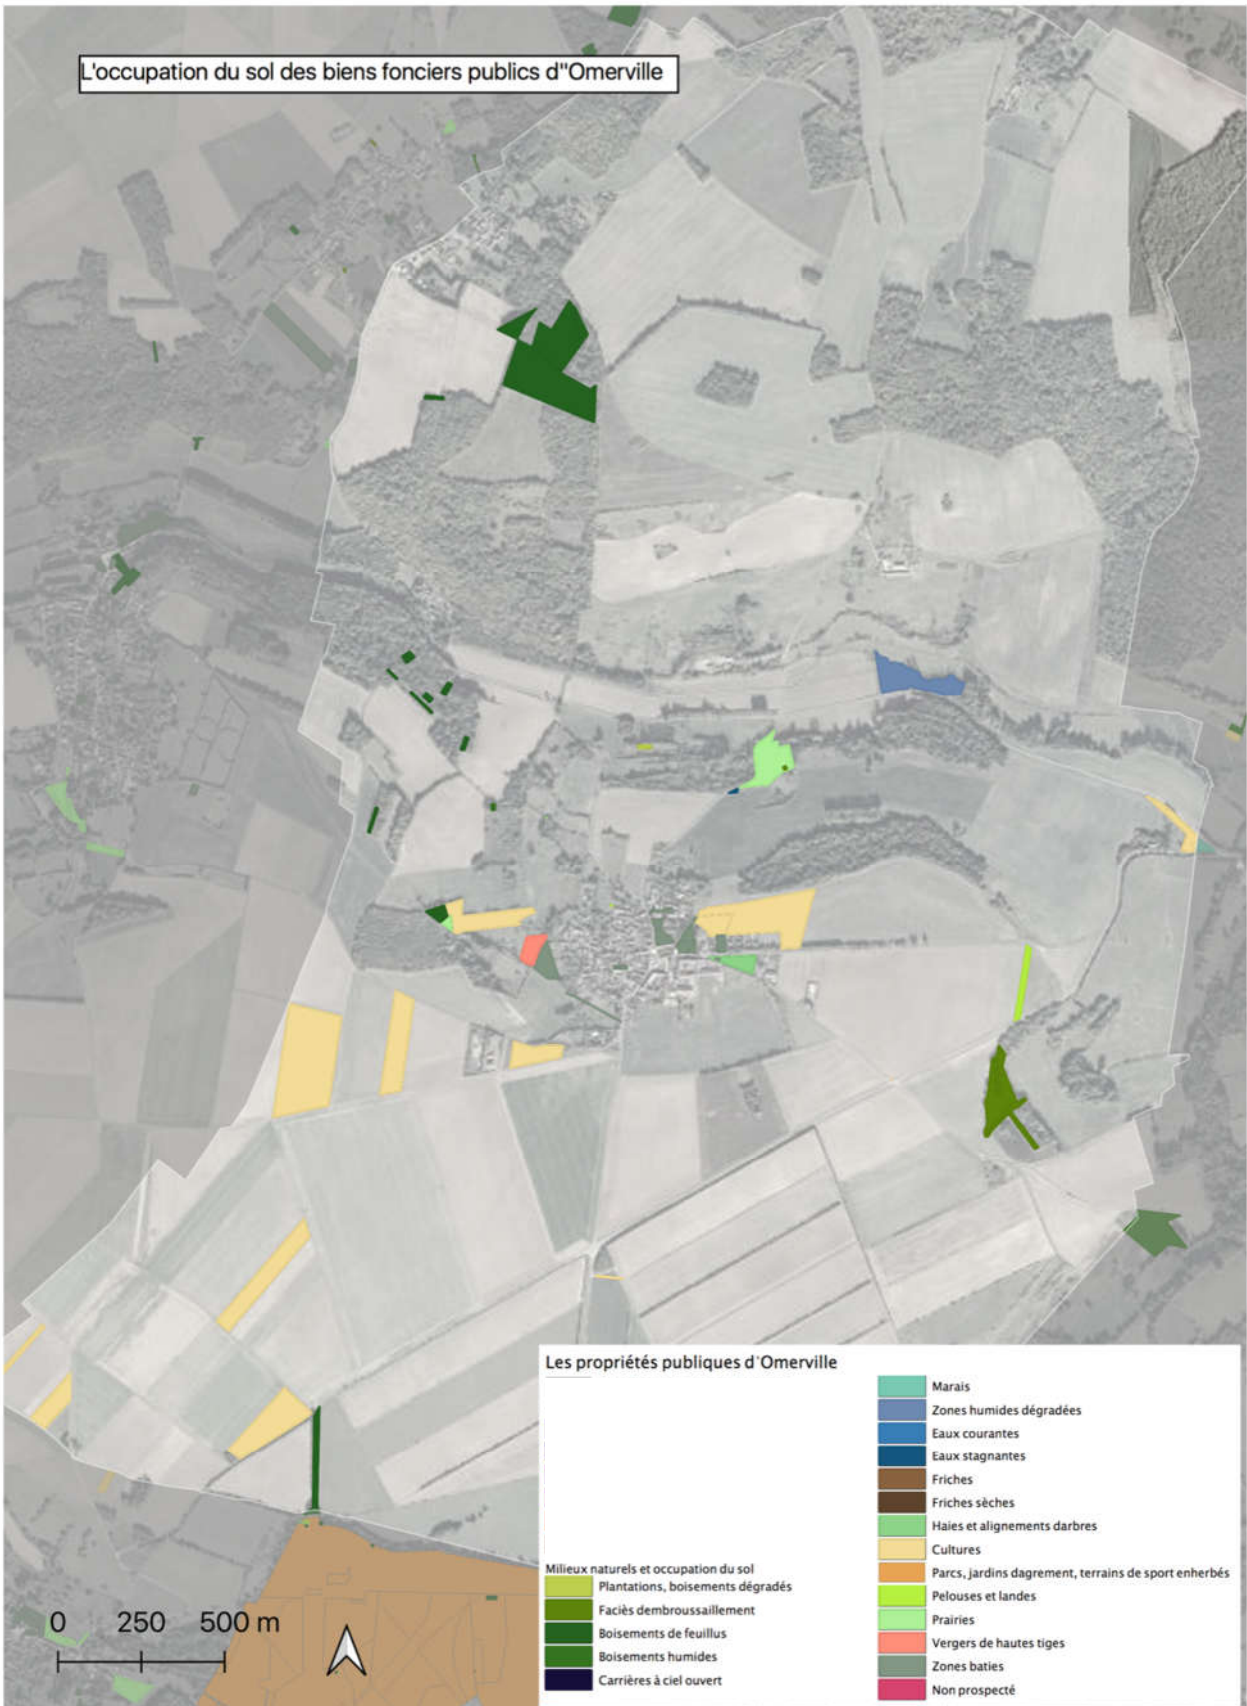 L'occupation du sol des biens fonciers publics d"Omerville
Les propriétés publiques d'Omerville
Milieux naturels et occupation du sol
Plantations, boisements dégradés
Faciès dembroussaillement
Boisements de feuillus
Boisements humides
Carrières à ciel ouvert
Marais
Zones humides dégradées
Eaux courantes
Eaux stagnantes
Friches
Friches sèches
Haies et alignements darbres
Cultures
Parcs, jardins dagrement, terrains de sport enherbés
Pelouses et landes
Prairies
Vergers de hautes tiges
Zones baties
Non prospecté
0 250 500 m